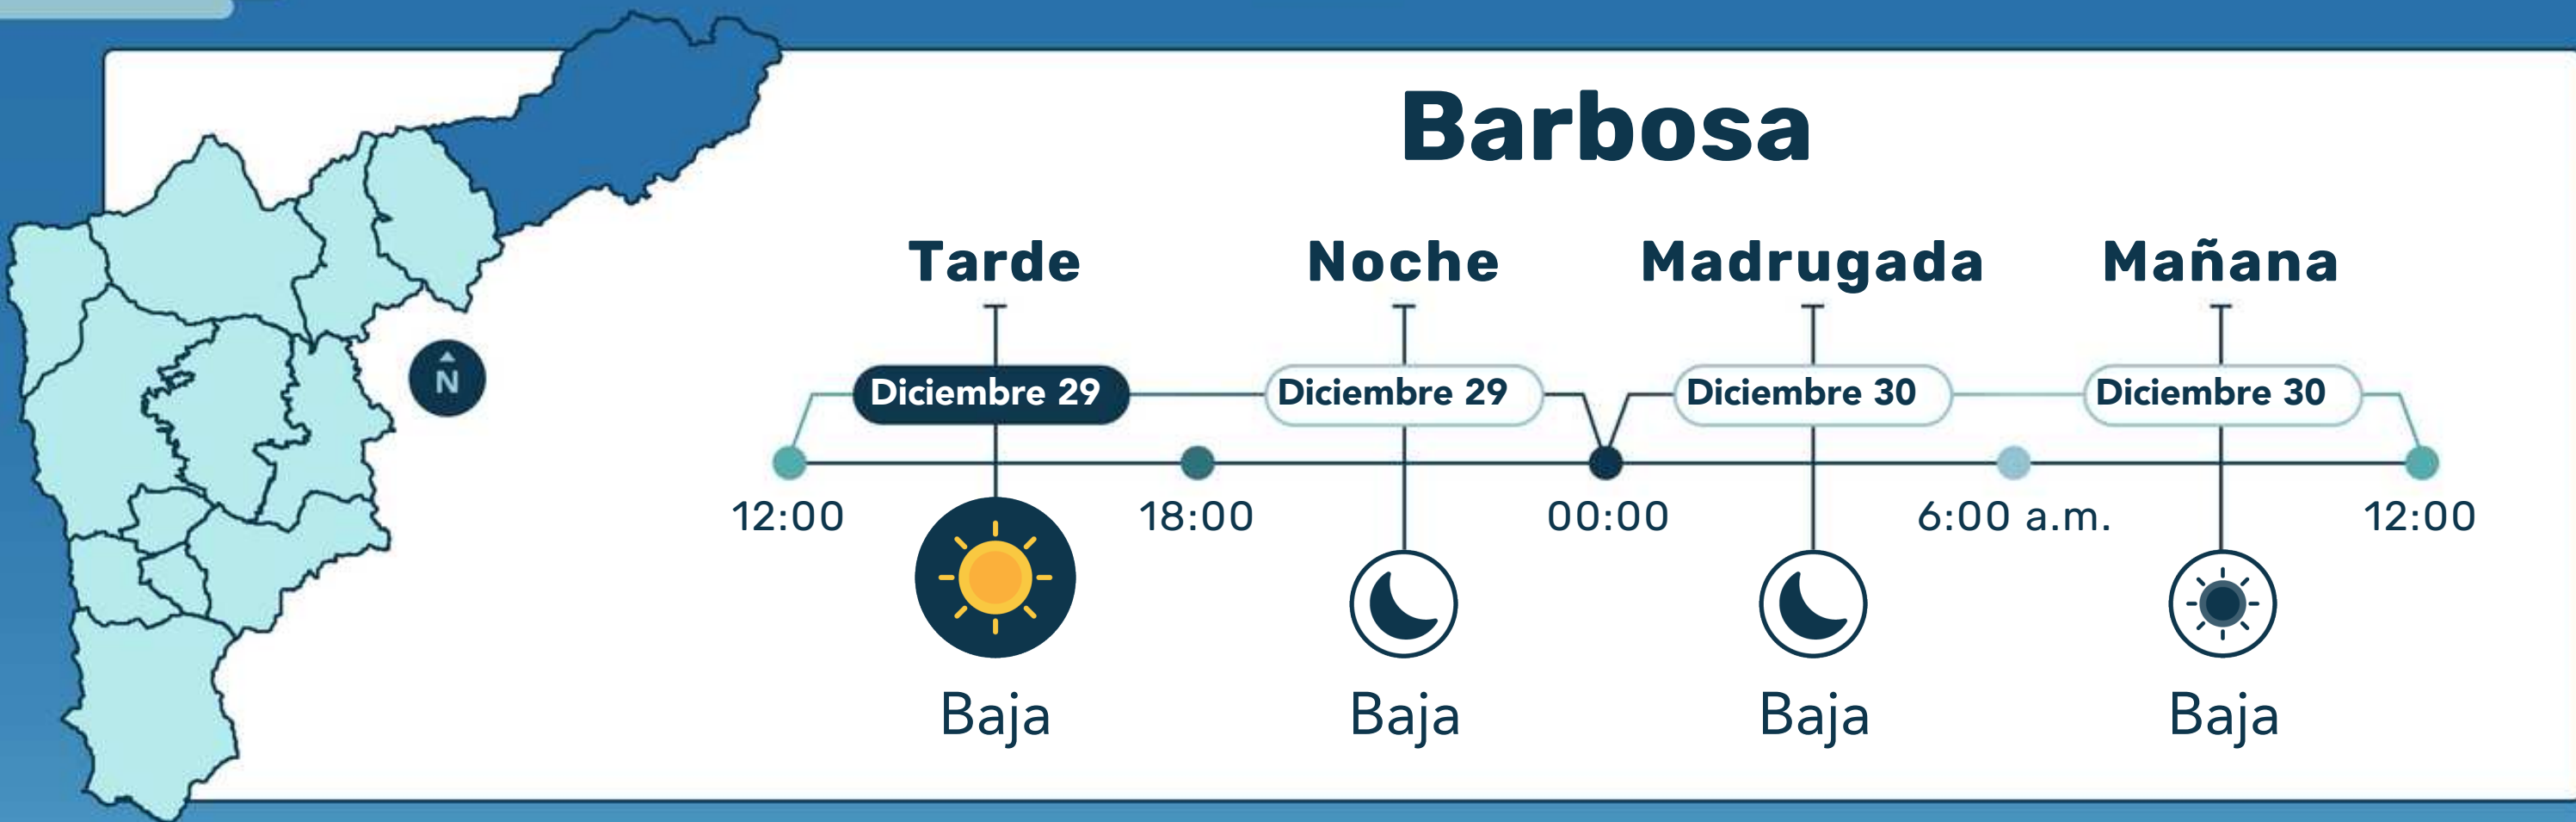 Barbosa
Tarde Noche Madrugada Mañana
Diciembre 29 Diciembre 29 Diciembre 30 Diciembre 30
N
12:00 18:00 00:00 6:00 a.m. 12:00
Baja Baja Baja Baja